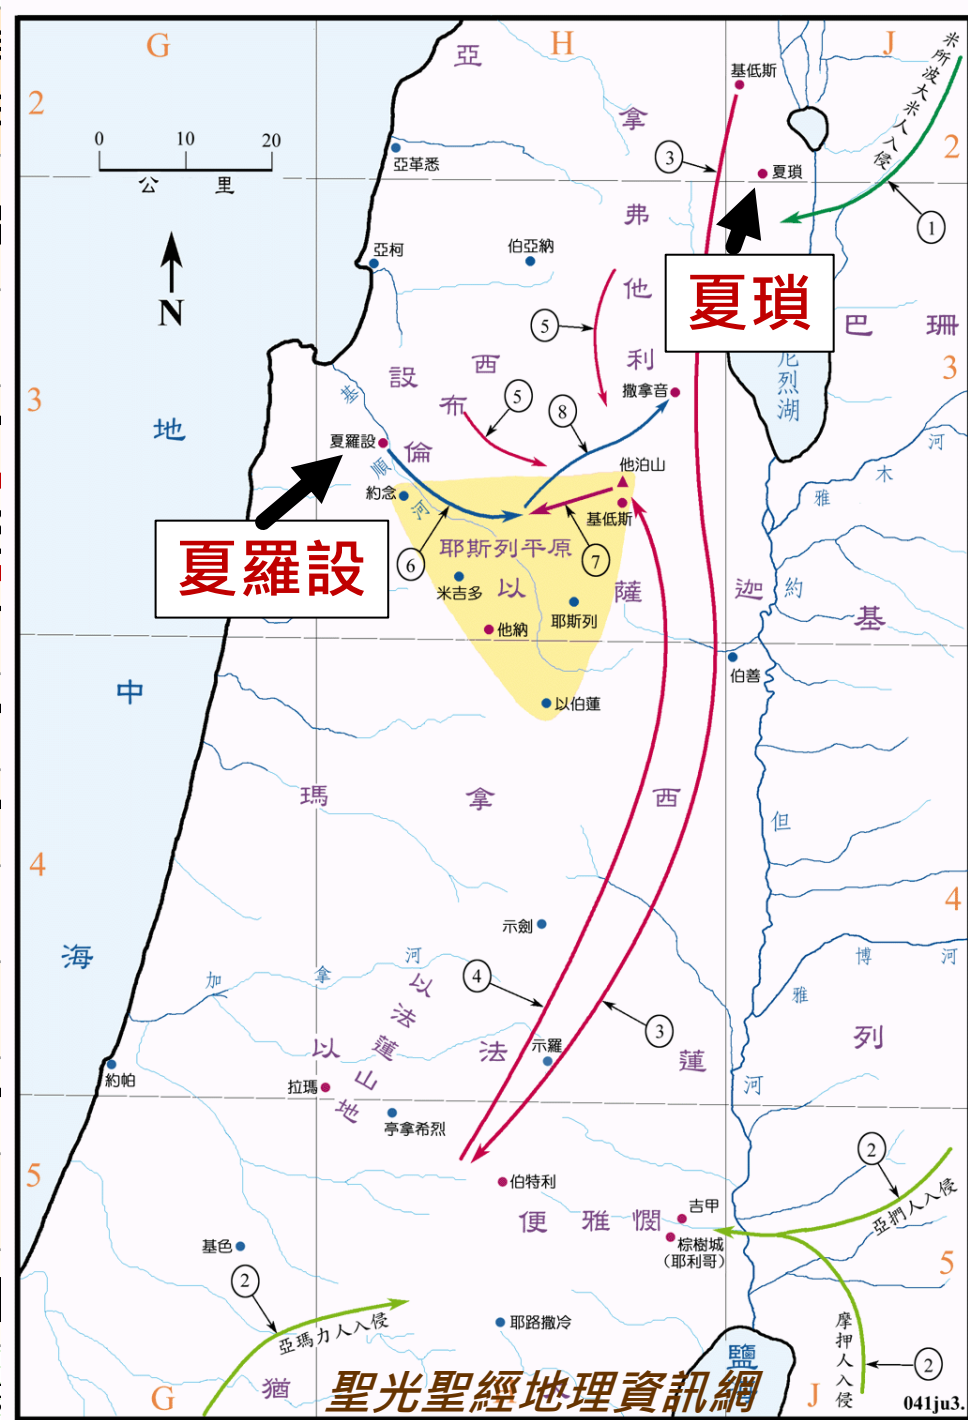 G
H
J
2
亞
米所波大米人入侵
基低斯
0 10 20
公 里
拿
亞革悉
3
2
夏瑣
1
N
弗
亞柯
伯亞納
他
夏瑣
5
巴 珊
設 西 布 倫
利
尼烈湖
3
3
撒拿音
5
8
基順河
夏羅設
地
他泊山
約念
基低斯
雅木河
6
7
夏羅設
耶斯列平原
米吉多
以 薩 迦
耶斯列
約
基
他納
伯善
中
以伯蓮
瑪 拿 西
但
4
4
示劍
海
加 拿 河
4
以法蓮山地
3
雅博河
列
以 法 蓮
示羅
約帕
拉瑪
河
亭拿希烈
5
2
伯特利
亞捫人入侵
便雅憫
吉甲
棕樹城
(耶利哥)
基色
5
2
亞瑪力人入侵
耶路撒冷
摩押人入侵
2
鹽
猶
聖光聖經地理資訊網
G
J
041ju3.